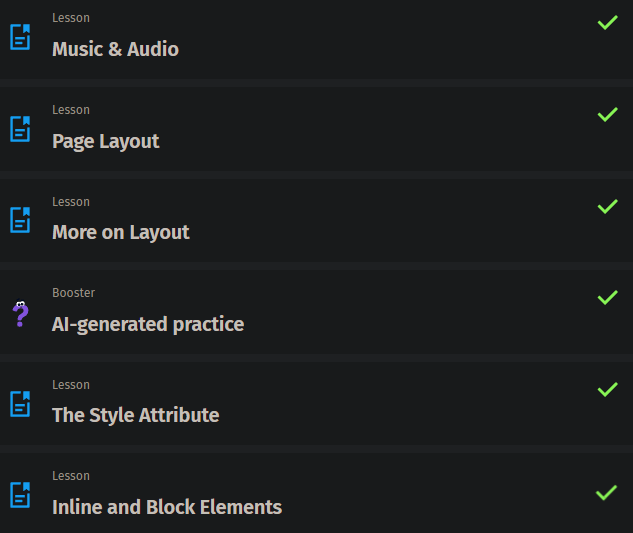 Lesson
Music & Audio
Lesson
Page Layout
Lesson
More on Layout
Booster
AI-generated practice
Lesson
The Style Attribute
Lesson
Inline and Block Elements